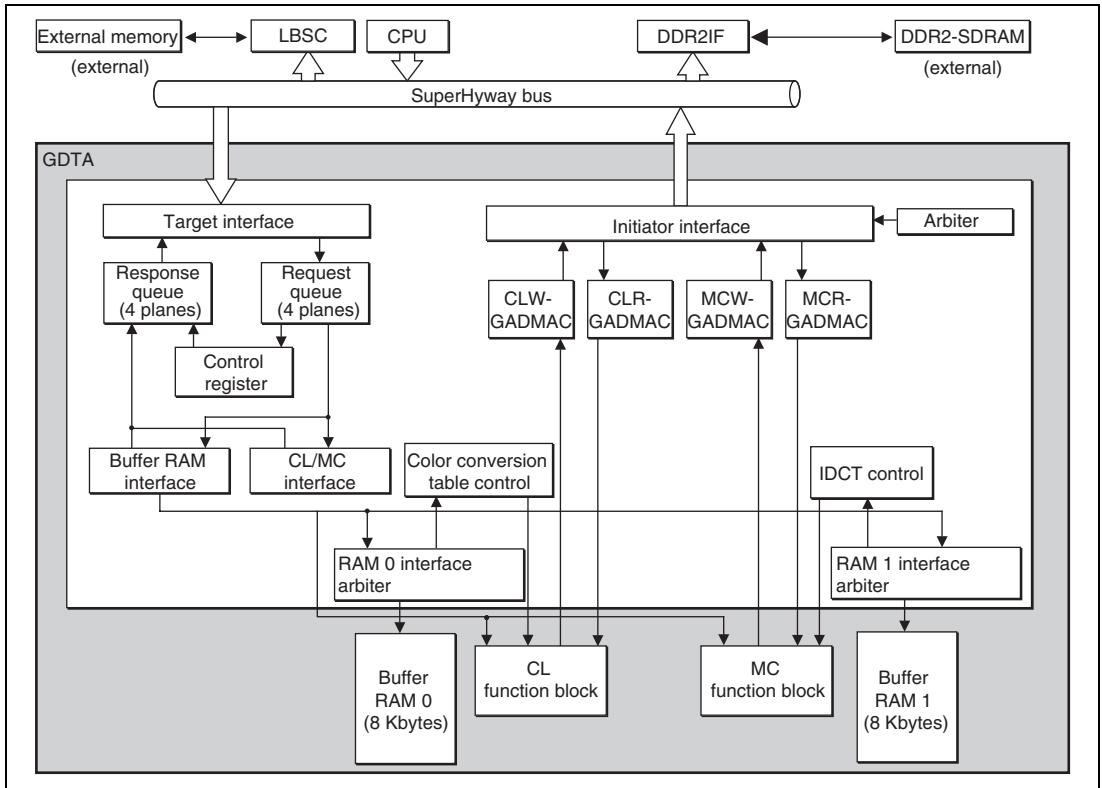 External memory
(external)
LBSC
CPU
DDR2IF
DDR2-SDRAM
(external)
SuperHyway bus
GDTA
Target interface
Initiator interface
Arbiter
Response
queue
(4 planes)
Request
queue
(4 planes)
CLW-
GADMAC
CLR-
GADMAC
MCW-
GADMAC
MCR-
GADMAC
Control
register
Buffer RAM
interface
CL/MC
interface
Color conversion
table control
IDCT control
RAM 0 interface
arbiter
RAM 1 interface
arbiter
Buffer
RAM 0
(8 Kbytes)
CL
function block
MC
function block
Buffer
RAM 1
(8 Kbytes)